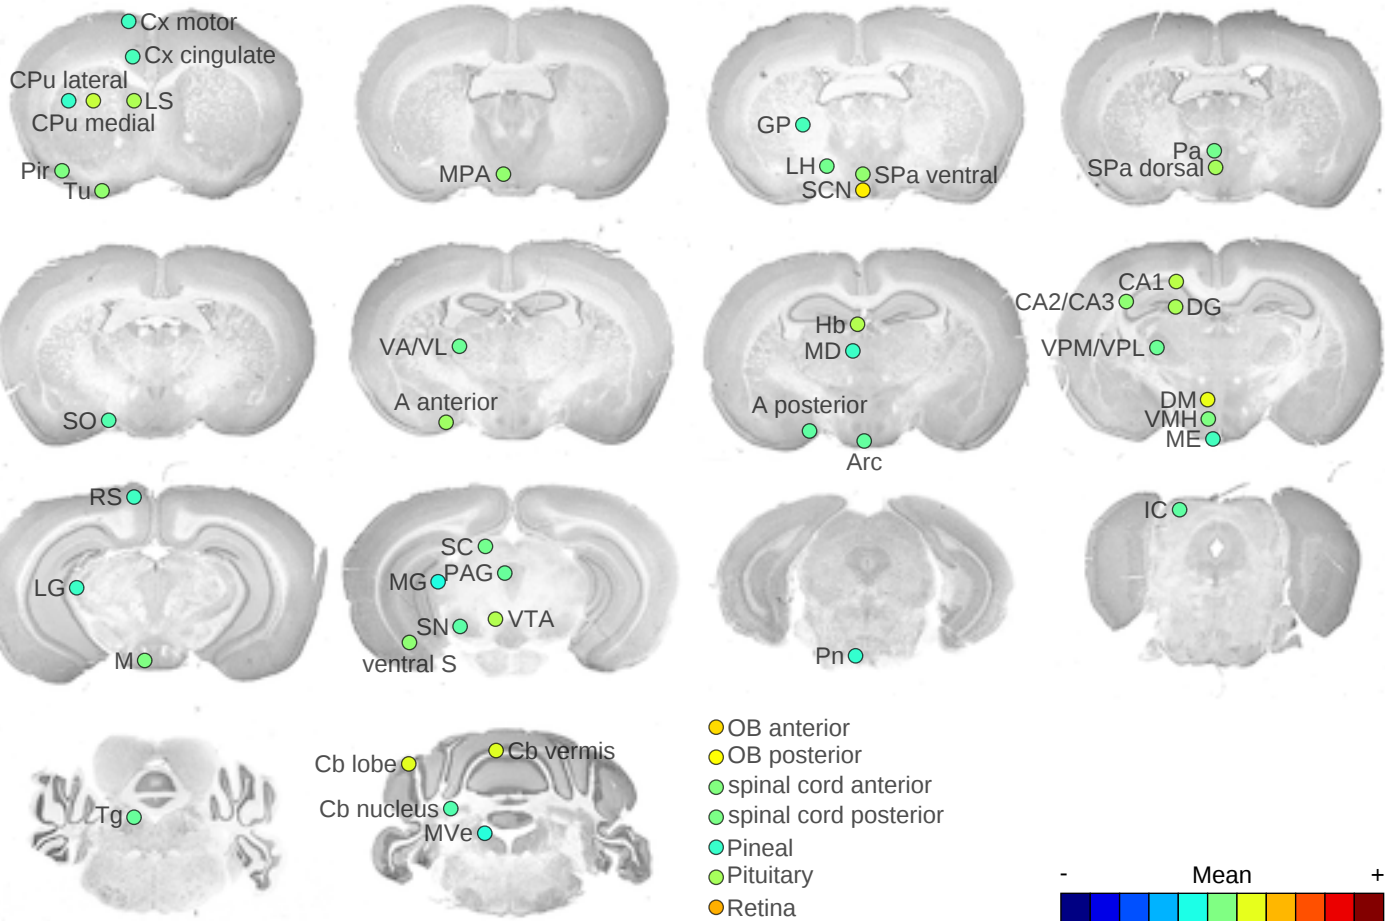 Cx motor
Cx cingulate
CPu lateral
LS
CPu medial
Pir
Tu
MPA
GP
LH
SPa ventral
SCN
Pa
SPa dorsal
SO
VA/VL
A anterior
Hb
MD
A posterior
Arc
CA1
CA2/CA3
DG
VPM/VPL
DM
VMH
ME
RS
LG
M
SC
PAG
MG
SN
VTA
ventral S
Pn
IC
Tg
Cb lobe
Cb vermis
Cb nucleus
MVe
OB anterior
OB posterior
spinal cord anterior
spinal cord posterior
Pineal
Pituitary
Retina
- Mean +